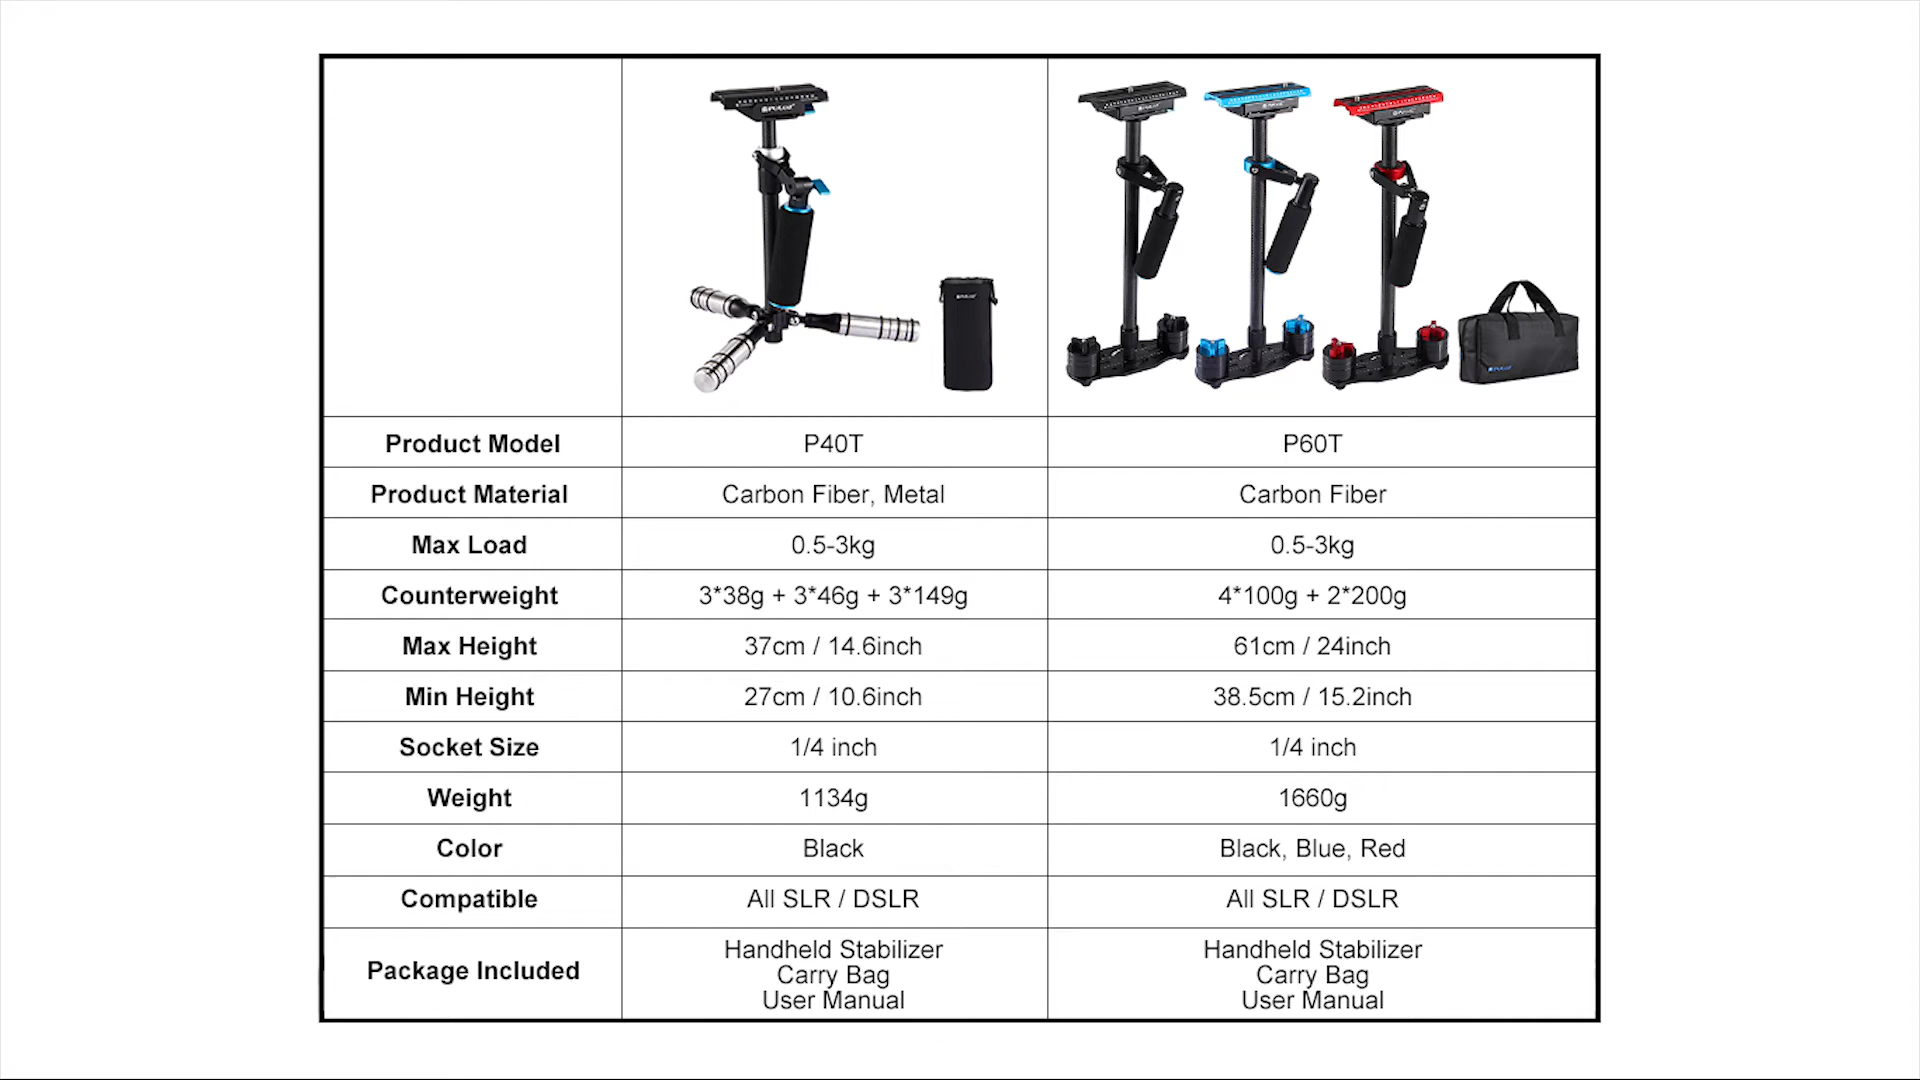 PULUZ
PULUZ
PULUZ
PULUZ
Product Model P40T P60T
Product Material Carbon Fiber, Metal Carbon Fiber
Max Load 0.5-3kg 0.5-3kg
Counterweight 3*38g + 3*46g + 3*149g 4*100g + 2*200g
Max Height 37cm / 14.6inch 61cm / 24inch
Min Height 27cm / 10.6inch 38.5cm / 15.2inch
Socket Size 1/4 inch 1/4 inch
Weight 1134g 1660g
Color Black Black, Blue, Red
Compatible All SLR / DSLR All SLR / DSLR
Package Included Handheld Stabilizer Handheld Stabilizer
Carry Bag Carry Bag
User Manual User Manual